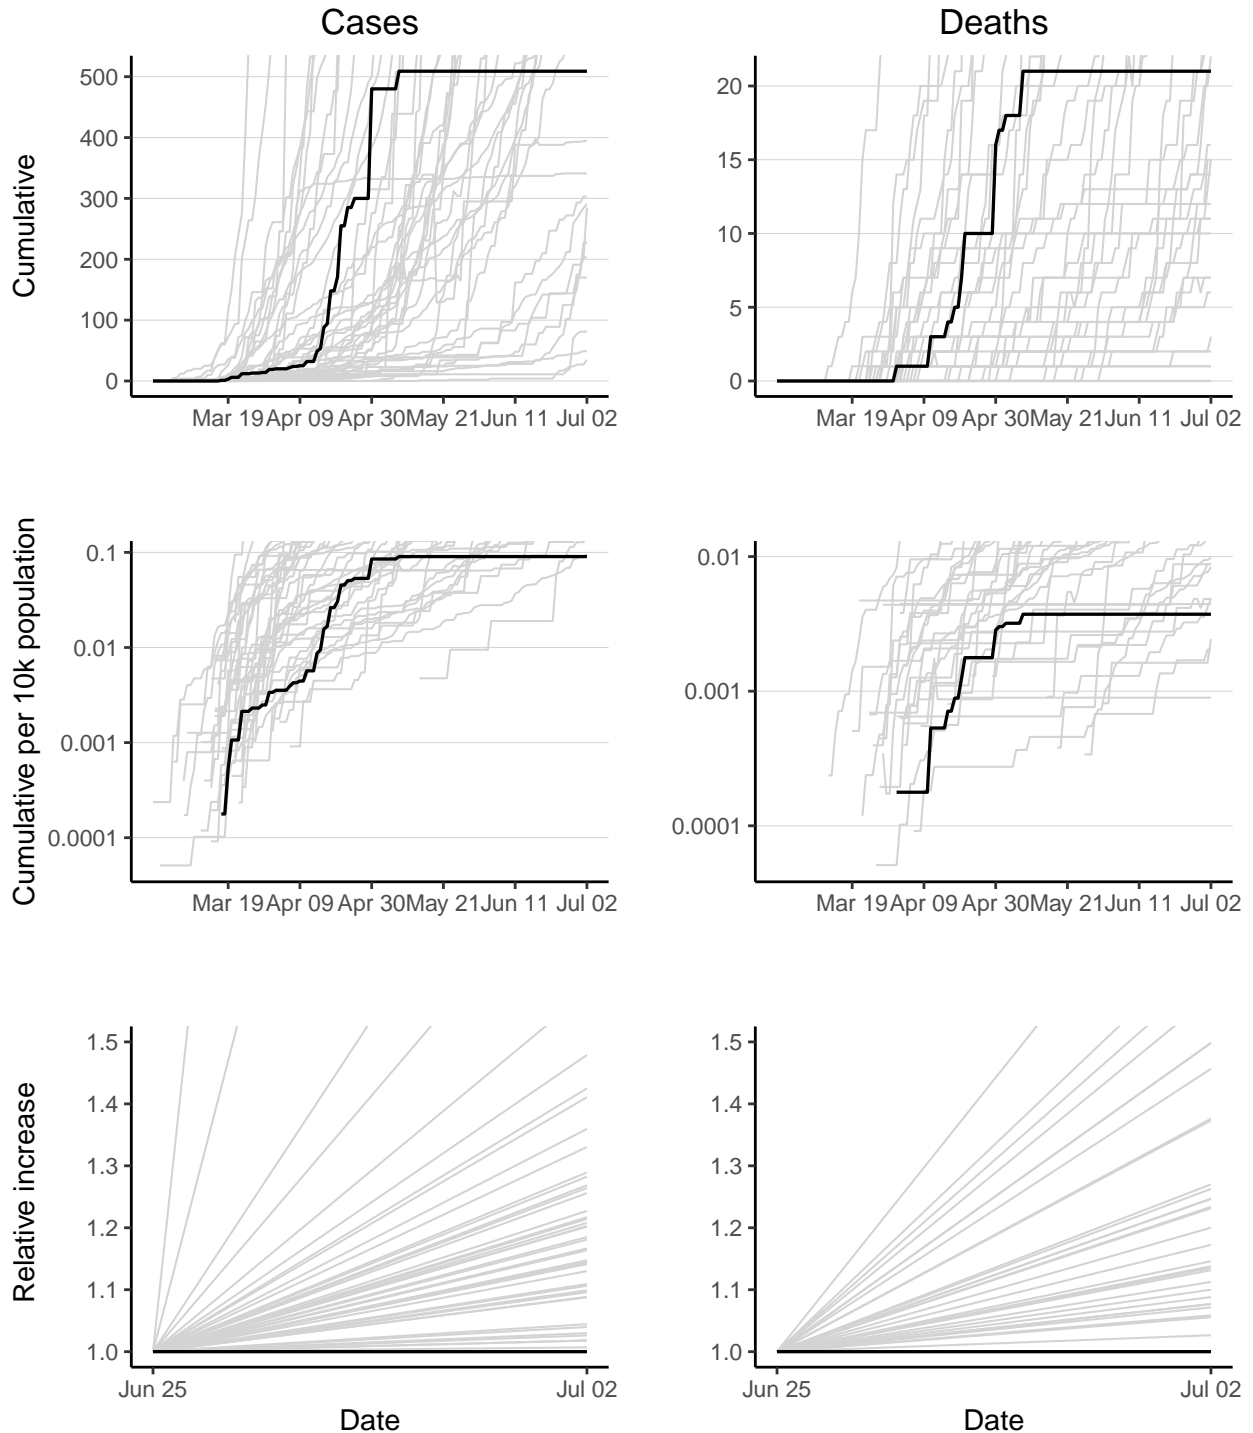 Cases
Deaths
Cumulative
500
400
300
200
100
0
Mar 19 Apr 09 Apr 30 May 21 Jun 11 Jul 02
20
15
10
5
0
Mar 19 Apr 09 Apr 30 May 21 Jun 11 Jul 02
Cumulative per 10k population
0.1
0.01
0.001
0.0001
Mar 19 Apr 09 Apr 30 May 21 Jun 11 Jul 02
0.01
0.001
0.0001
Mar 19 Apr 09 Apr 30 May 21 Jun 11 Jul 02
Relative increase
1.5
1.4
1.3
1.2
1.1
1.0
Jun 25 Jul 02
Date
1.5
1.4
1.3
1.2
1.1
1.0
Jun 25 Jul 02
Date